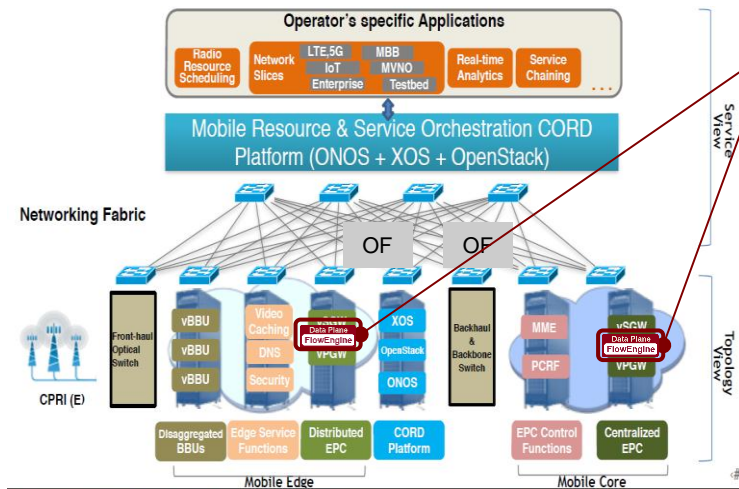 Operator's specific Applications
Radio
Resource
Scheduling
Network
Slices
LTE,5G
MBB
IoT
MVNO
Enterprise
Testbed
Real-time
Analytics
Service
Chaining
...
Service
View
Mobile Resource & Service Orchestration CORD
Platform (ONOS + XOS + OpenStack)
Networking Fabric
OF
OF
Topology
View
CPRI (E)
Front-haul
Optical
Switch
vBBU
vBBU
vBBU
Video
Caching
DNS
Security
vSGW
Data Plane
FlowEngine
vPGW
XOS
OpenStack
ONOS
Backhaul
&
Backbone
Switch
MME
PCRF
vSGW
Data Plane
FlowEngine
vPGW
Disaggregated
BBUs
Edge Service
Functions
Distributed
EPC
CORD
Platform
EPC Control
Functions
Centralized
EPC
Mobile Edge
Mobile Core